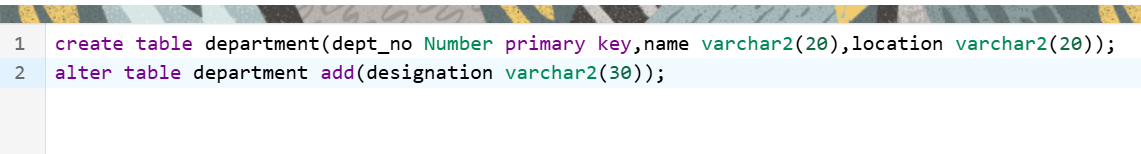 1 create table department(dept_no Number primary key,name varchar2(20),location varchar2(20));
2 alter table department add(designation varchar2(30));